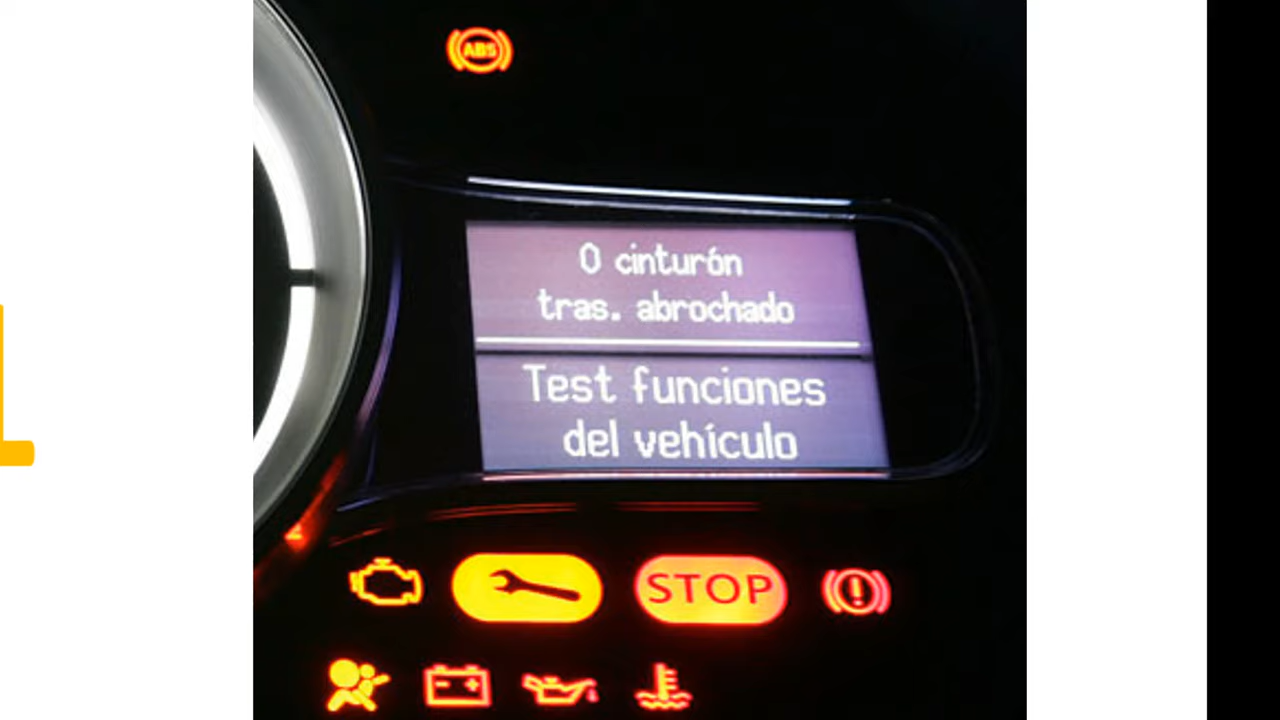 ABS
0 cinturón
tras. abrochado
Test funciones
del vehículo
STOP